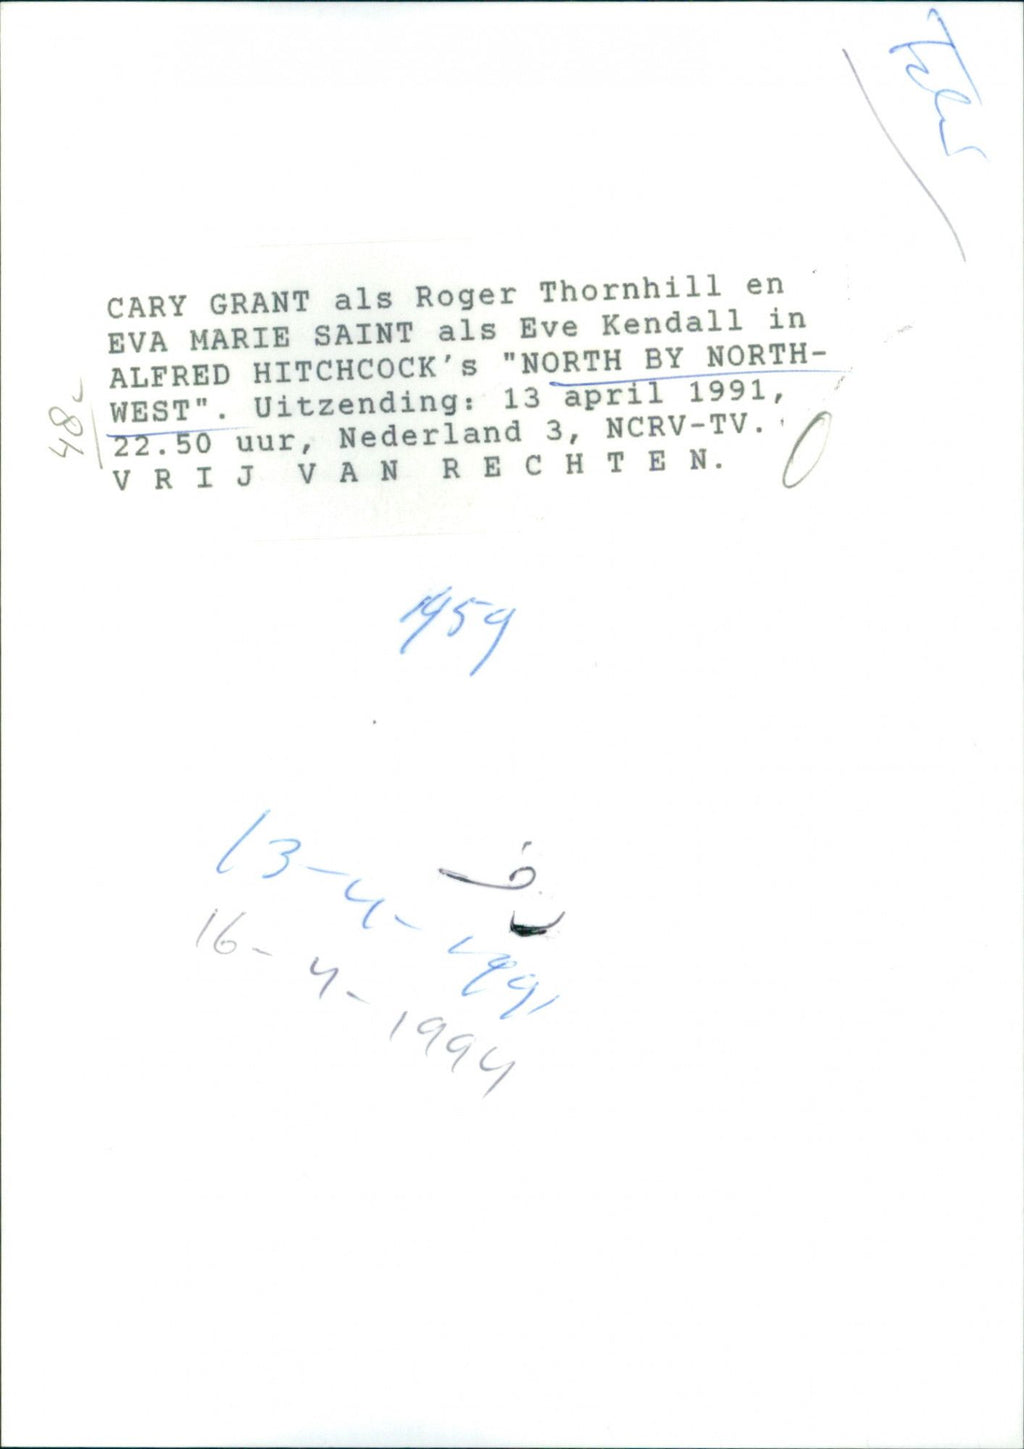 CARY GRANT als Roger Thornhill en
EVA MARIE SAINT als Eve Kendall in
ALFRED HITCHCOCK's "NORTH BY NORTH-
WEST". Uitzending: 13 april 1991,
22.50 uur, Nederland 3, NCRV-TV.
V R I J  V A N  R E C H T E N.
48
1959
13-4-1991
16-4-1994